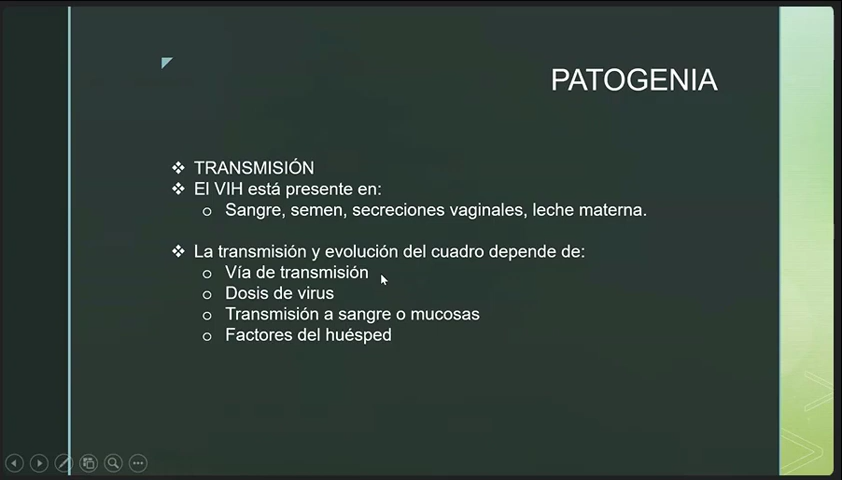 PATOGENIA
❖ TRANSMISIÓN
❖ El VIH está presente en:
o Sangre, semen, secreciones vaginales, leche materna.
❖ La transmisión y evolución del cuadro depende de:
o Vía de transmisión
o Dosis de virus
o Transmisión a sangre o mucosas
o Factores del huésped